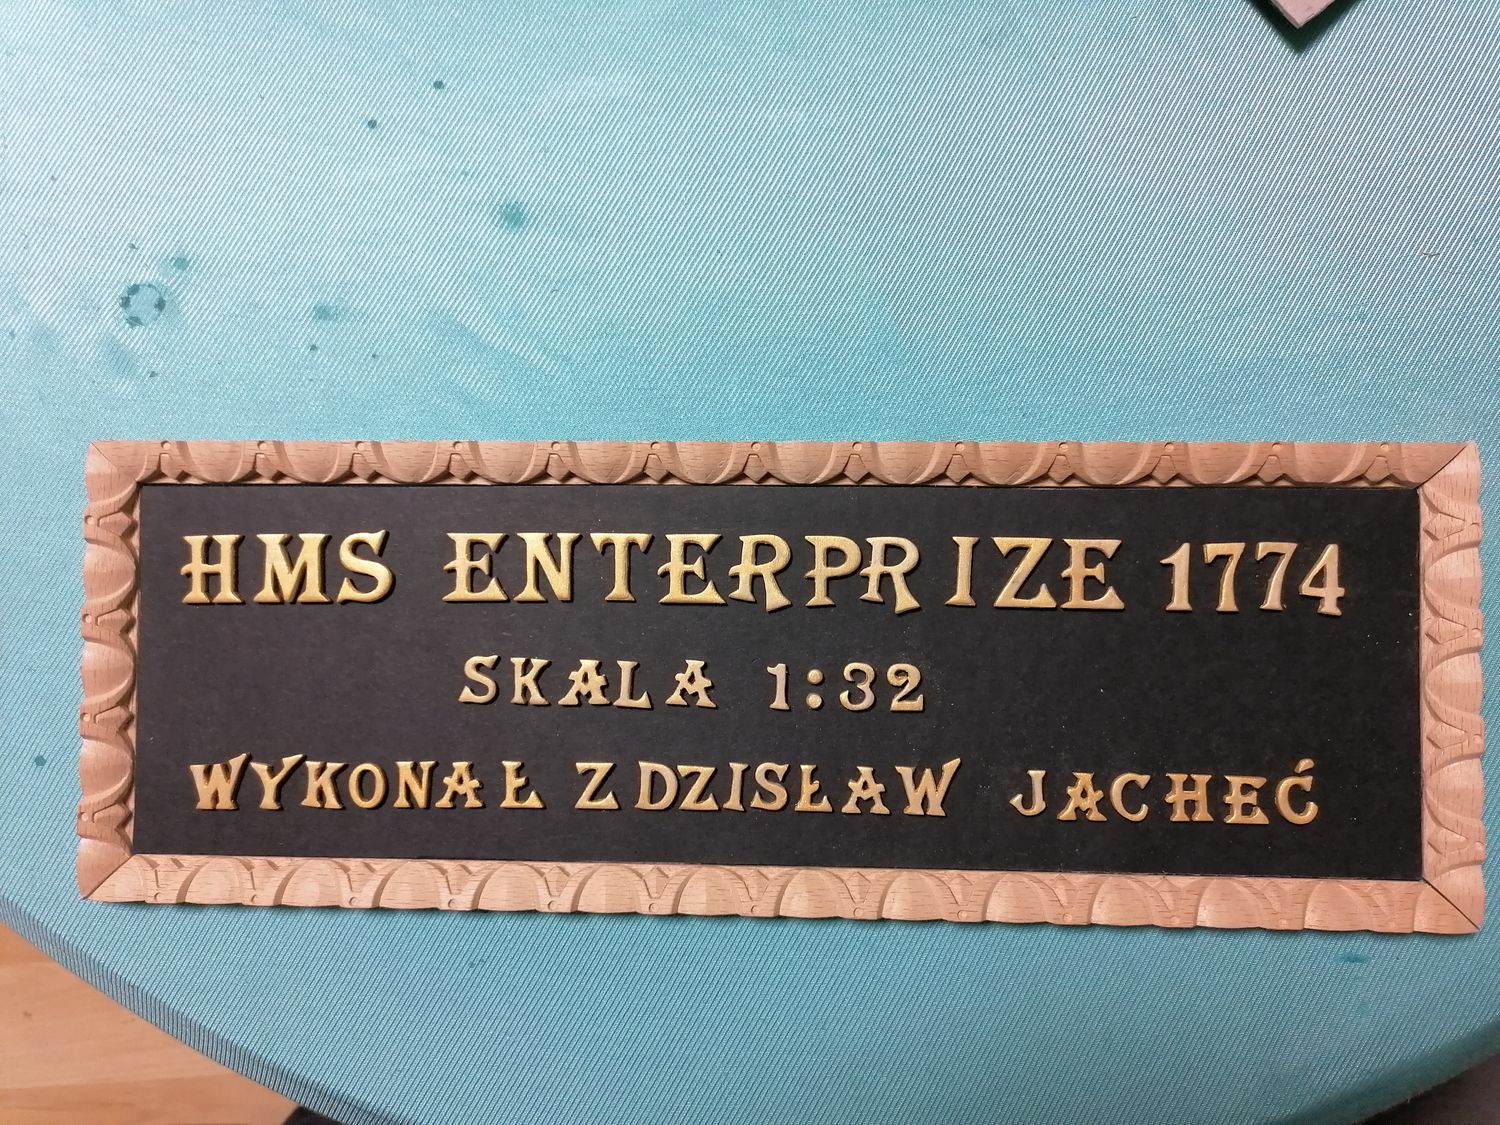 HMS ENTERPRIZE 1774
SKALA 1:32
WYKONAŁ ZDZISŁAW JACHEĆ